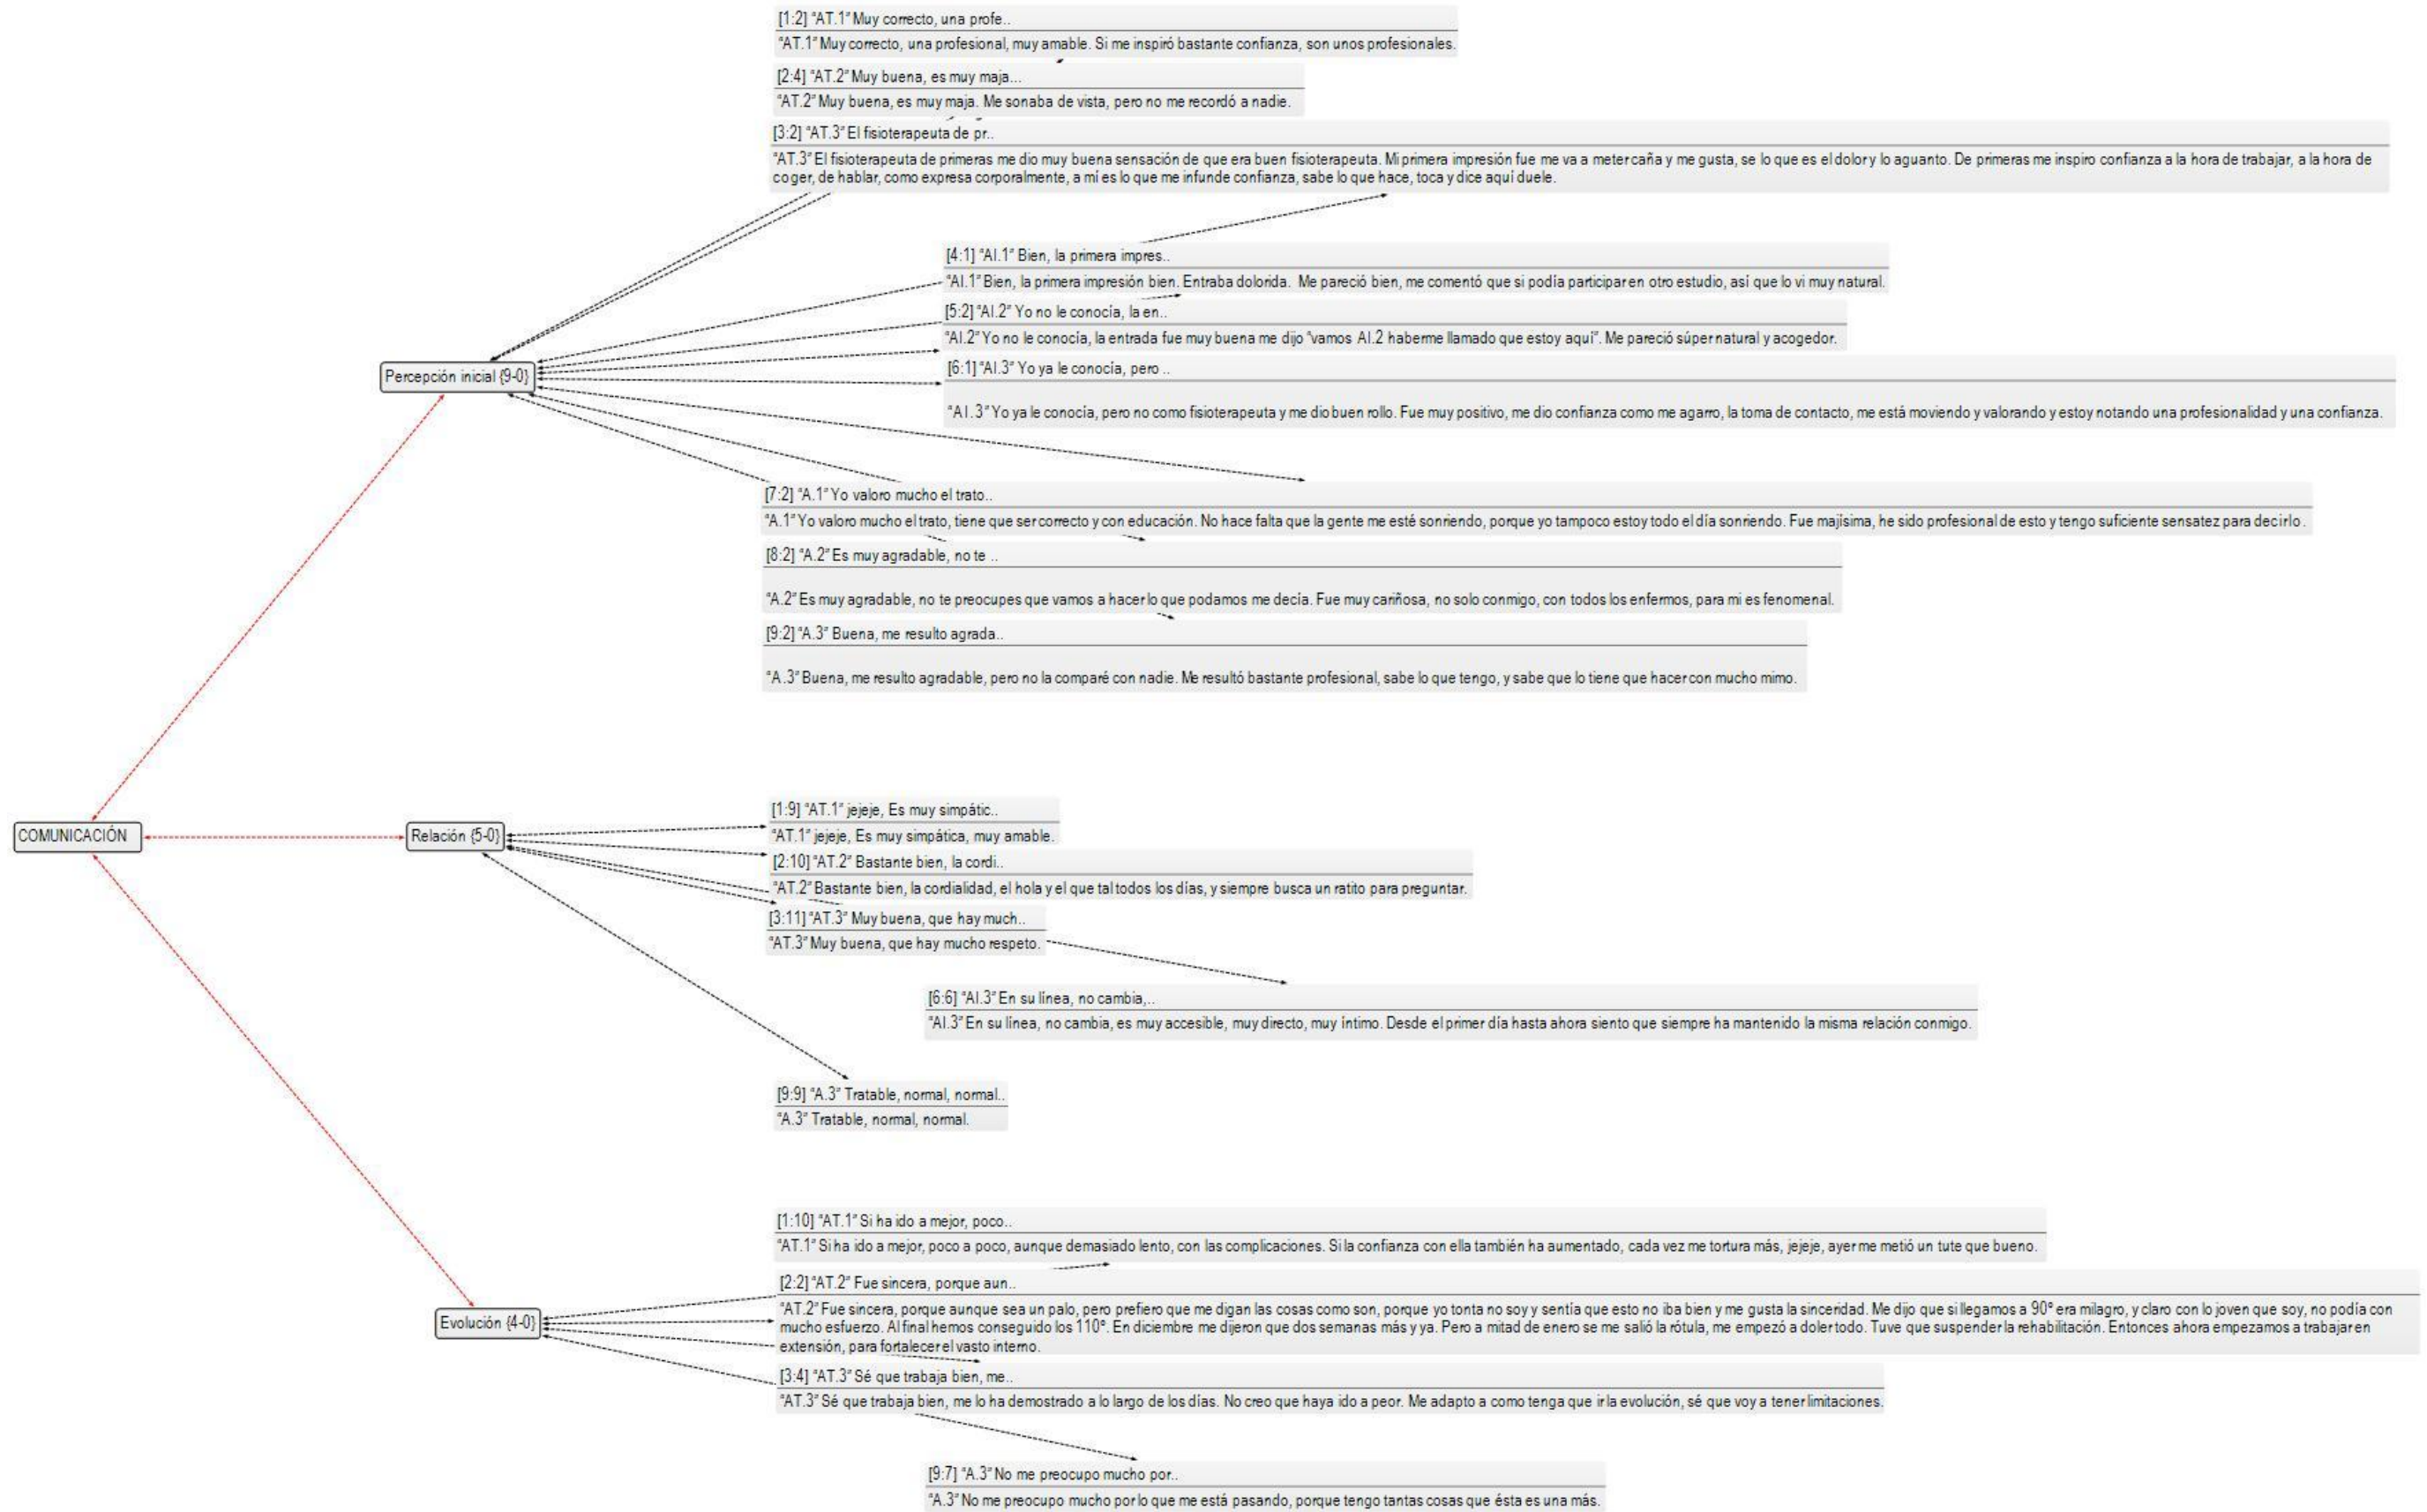 [1:2] "AT.1" Muy correcto, una profe..
"AT.1" Muy correcto, una profesional, muy amable. Si me inspiró bastante confianza, son unos profesionales.
[2:4] "AT.2" Muy buena, es muy maja...
"AT.2" Muy buena, es muy maja. Me sonaba de vista, pero no me recordó a nadie.
[3:2] "AT.3" El fisioterapeuta de pr..
"AT.3" El fisioterapeuta de primeras me dio muy buena sensación de que era buen fisioterapeuta. Mi primera impresión fue me va a meter caña y me gusta, se lo que es el dolor y lo aguanto. De primeras me inspiro confianza a la hora de trabajar, a la hora de
coger, de hablar, como expresa corporalmente, a mí es lo que me infunde confianza, sabe lo que hace, toca y dice aquí duele.
[4:1] "AI.1" Bien, la primera impres..
"AI.1" Bien, la primera impresión bien. Entraba dolorida. Me pareció bien, me comentó que si podía participar en otro estudio, así que lo vi muy natural.
[5:2] "AI.2" Yo no le conocía, la en..
"AI.2" Yo no le conocía, la entrada fue muy buena me dijo "vamos AI.2 haberme llamado que estoy aquí". Me pareció súper natural y acogedor.
Percepción inicial {9-0}
[6:1] "AI.3" Yo ya le conocía, pero ..
"AI.3" Yo ya le conocía, pero no como fisioterapeuta y me dio buen rollo. Fue muy positivo, me dio confianza como me agarro, la toma de contacto, me está moviendo y valorando y estoy notando una profesionalidad y una confianza.
[7:2] "A.1" Yo valoro mucho el trato..
"A.1" Yo valoro mucho el trato, tiene que ser correcto y con educación. No hace falta que la gente me esté sonriendo, porque yo tampoco estoy todo el día sonriendo. Fue majísima, he sido profesional de esto y tengo suficiente sensatez para decirlo.
[8:2] "A.2" Es muy agradable, no te ..
"A.2" Es muy agradable, no te preocupes que vamos a hacer lo que podamos me decía. Fue muy cariñosa, no solo conmigo, con todos los enfermos, para mi es fenomenal.
[9:2] "A.3" Buena, me resulto agrada..
"A.3" Buena, me resulto agradable, pero no la comparé con nadie. Me resultó bastante profesional, sabe lo que tengo, y sabe que lo tiene que hacer con mucho mimo.
COMUNICACIÓN
Relación {5-0}
[1:9] "AT.1" jejeje, Es muy simpátic..
"AT.1" jejeje, Es muy simpática, muy amable.
[2:10] "AT.2" Bastante bien, la cordi..
"AT.2" Bastante bien, la cordialidad, el hola y el que tal todos los días, y siempre busca un ratito para preguntar.
[3:11] "AT.3" Muy buena, que hay much..
"AT.3" Muy buena, que hay mucho respeto.
[6:6] "AI.3" En su línea, no cambia,..
"AI.3" En su línea, no cambia, es muy accesible, muy directo, muy íntimo. Desde el primer día hasta ahora siento que siempre ha mantenido la misma relación conmigo.
[9:9] "A.3" Tratable, normal, normal..
"A.3" Tratable, normal, normal.
[1:10] "AT.1" Si ha ido a mejor, poco..
"AT.1" Si ha ido a mejor, poco a poco, aunque demasiado lento, con las complicaciones. Si la confianza con ella también ha aumentado, cada vez me tortura más, jejeje, ayer me metió un tute que bueno.
[2:2] "AT.2" Fue sincera, porque aun..
"AT.2" Fue sincera, porque aunque sea un palo, pero prefiero que me digan las cosas como son, porque yo tonta no soy y sentía que esto no iba bien y me gusta la sinceridad. Me dijo que si llegamos a 90º era milagro, y claro con lo joven que soy, no podía con
mucho esfuerzo. Al final hemos conseguido los 110º. En diciembre me dijeron que dos semanas más y ya. Pero a mitad de enero se me salió la rótula, me empezó a doler todo. Tuve que suspender la rehabilitación. Entonces ahora empezamos a trabajar en
extensión, para fortalecer el vasto interno.
Evolución {4-0}
[3:4] "AT.3" Sé que trabaja bien, me..
"AT.3" Sé que trabaja bien, me lo ha demostrado a lo largo de los días. No creo que haya ido a peor. Me adapto a como tenga que ir la evolución, sé que voy a tener limitaciones.
[9:7] "A.3" No me preocupo mucho por..
"A.3" No me preocupo mucho por lo que me está pasando, porque tengo tantas cosas que ésta es una más.